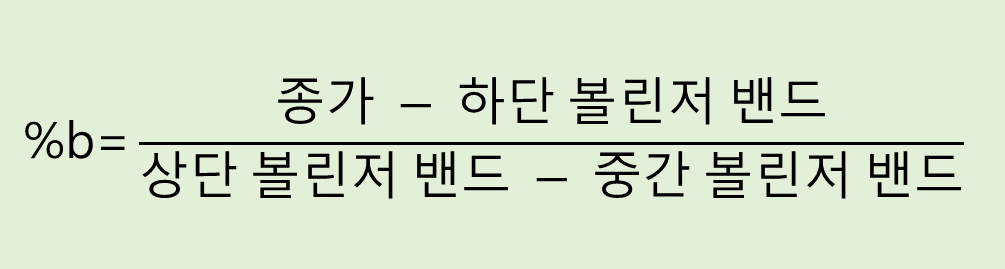 종가 – 하단 볼린저 밴드
%b=
상단 볼린저 밴드 – 중간 볼린저 밴드